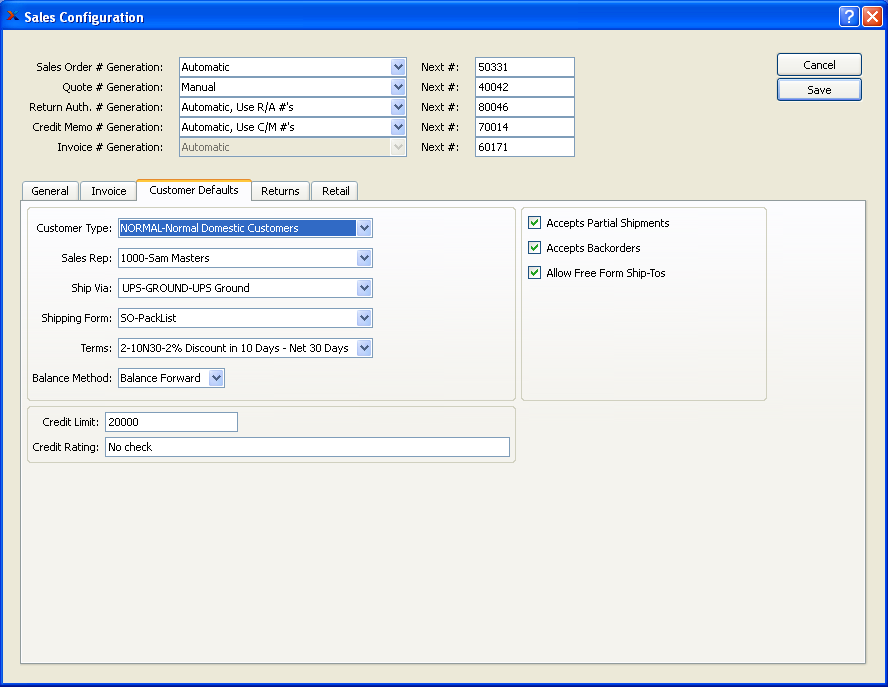 Sales Configuration
Sales Order # Generation: Automatic Next #: 50331
Quote # Generation: Manual Next #: 40042
Return Auth. # Generation: Automatic, Use R/A #'s Next #: 80046
Credit Memo # Generation: Automatic, Use C/M #'s Next #: 70014
Invoice # Generation: Automatic Next #: 60171
Cancel
Save
General Invoice Customer Defaults Returns Retail
Customer Type: NORMAL-Normal Domestic Customers
Sales Rep: 1000-Sam Masters
Ship Via: UPS-GROUND-UPS Ground
Shipping Form: SO-PackList
Terms: 2-10N30-2% Discount in 10 Days - Net 30 Days
Balance Method: Balance Forward
Accepts Partial Shipments
Accepts Backorders
Allow Free Form Ship-Tos
Credit Limit: 20000
Credit Rating: No check